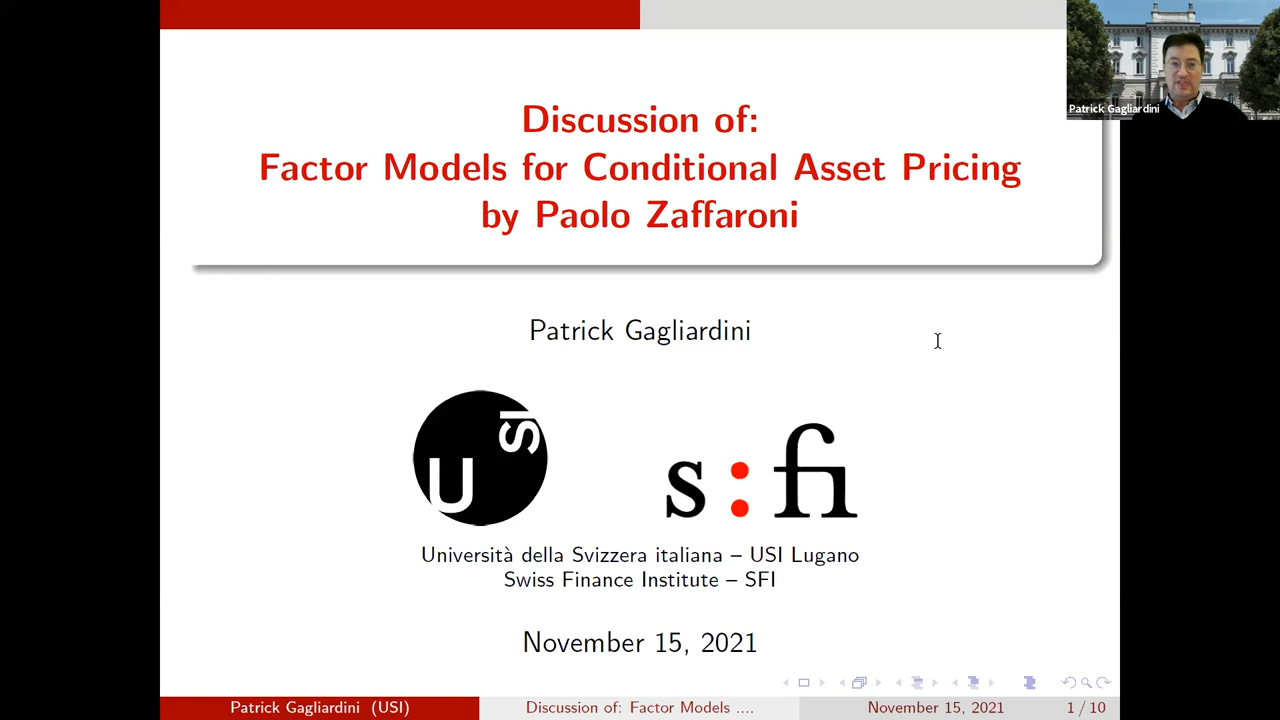 Discussion of:
Factor Models for Conditional Asset Pricing
by Paolo Zaffaroni
Patrick Gagliardini
Patrick Gagliardini
U SI
s:fi
Università della Svizzera italiana – USI Lugano
Swiss Finance Institute – SFI
November 15, 2021
Patrick Gagliardini (USI)
Discussion of: Factor Models ....
November 15, 2021
1 / 10